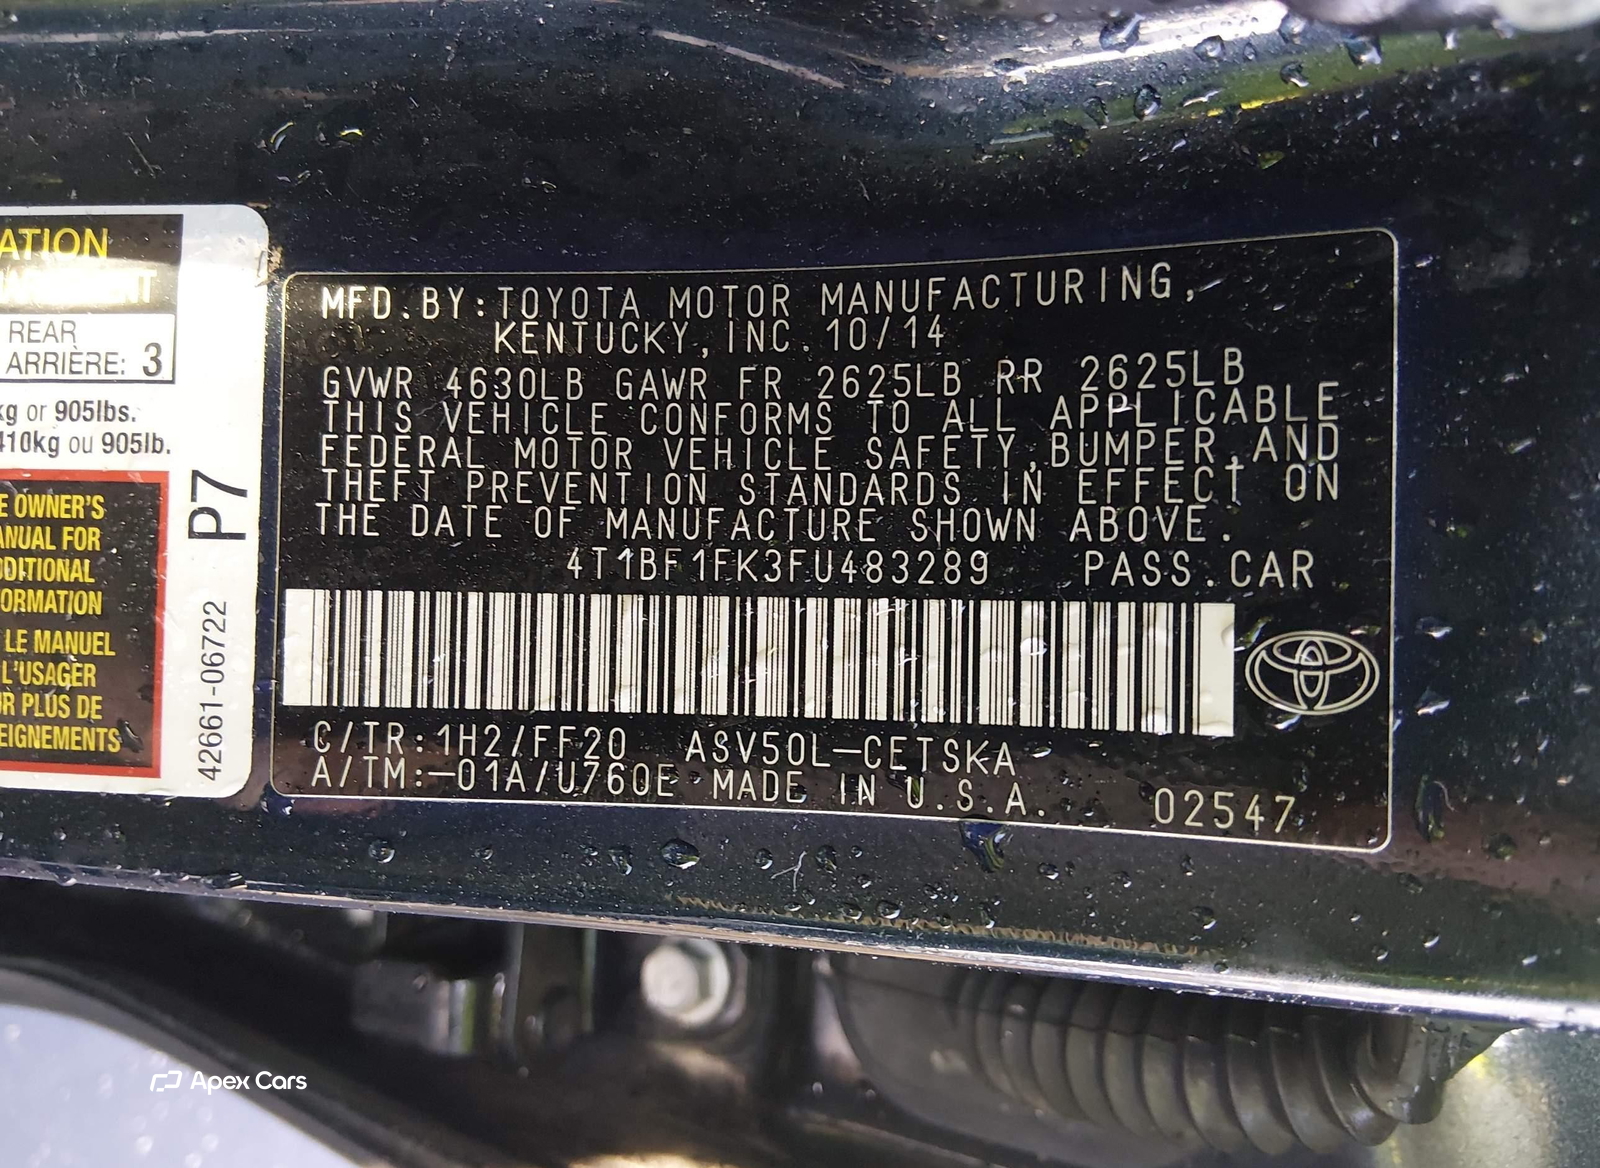 ATION
REAR
ARRIÈRE: 3
kg or 905lbs.
410kg ou 905lb.
E OWNER'S
ANUAL FOR
DDITIONAL
ORMATION
LE MANUEL
L'USAGER
R PLUS DE
EIGNEMENTS
P7
42661-06722
MFD.BY:TOYOTA MOTOR MANUFACTURING,
KENTUCKY,INC.10/14
GVWR 4630LB GAWR FR 2625LB RR 2625LB
THIS VEHICLE CONFORMS TO ALL APPLICABLE
FEDERAL MOTOR VEHICLE SAFETY,BUMPER,AND
THEFT PREVENTION STANDARDS IN EFFECT ON
THE DATE OF MANUFACTURE SHOWN ABOVE.
4T1BF1FK3FU483289 PASS.CAR
C/TR:1H2/FF20 ASV50L-CETSKA
A/TM:-01A/U760E MADE IN U.S.A. 02547
Apex Cars